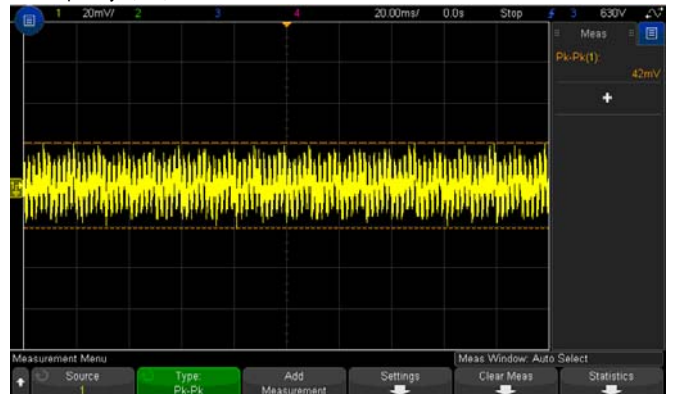 1 20mV/ 2 3 4 20.00ms/ 0.0s Stop 3 630V
Meas
Pk-Pk(1):
42mV
+
Measurement Menu Meas Window: Auto Select
Source Type: Add Settings Clear Meas Statistics
1 Pk-Pk Measurement